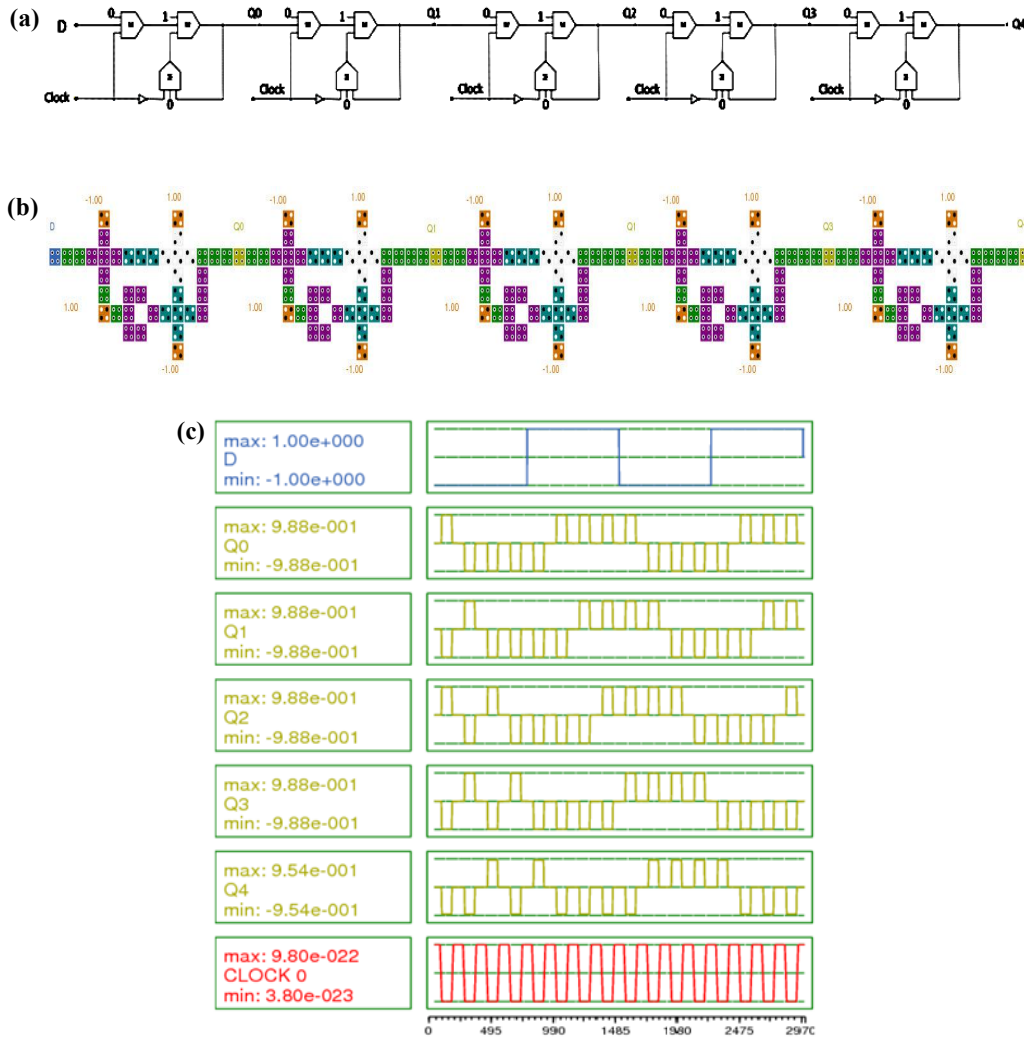 (a)
0 1 Q0 0 1 Q1 0 1 Q2 0 1 Q3 0 1
D M M M M M M M M M M Q4
M M M M M
Clock Clock Clock Clock Clock
0 0 0 0 0
(b)
-1.00 1.00 -1.00 1.00 -1.00 1.00 -1.00 1.00 -1.00 1.00
D Q0 Q1 Q1 Q3 Q
1.00 1.00 1.00 1.00 1.00
-1.00 -1.00 -1.00 -1.00 -1.00
(c)
max: 1.00e+000
D
min: -1.00e+000
max: 9.88e-001
Q0
min: -9.88e-001
max: 9.88e-001
Q1
min: -9.88e-001
max: 9.88e-001
Q2
min: -9.88e-001
max: 9.88e-001
Q3
min: -9.88e-001
max: 9.54e-001
Q4
min: -9.54e-001
max: 9.80e-022
CLOCK 0
min: 3.80e-023
0 495 990 1485 1980 2475 2970